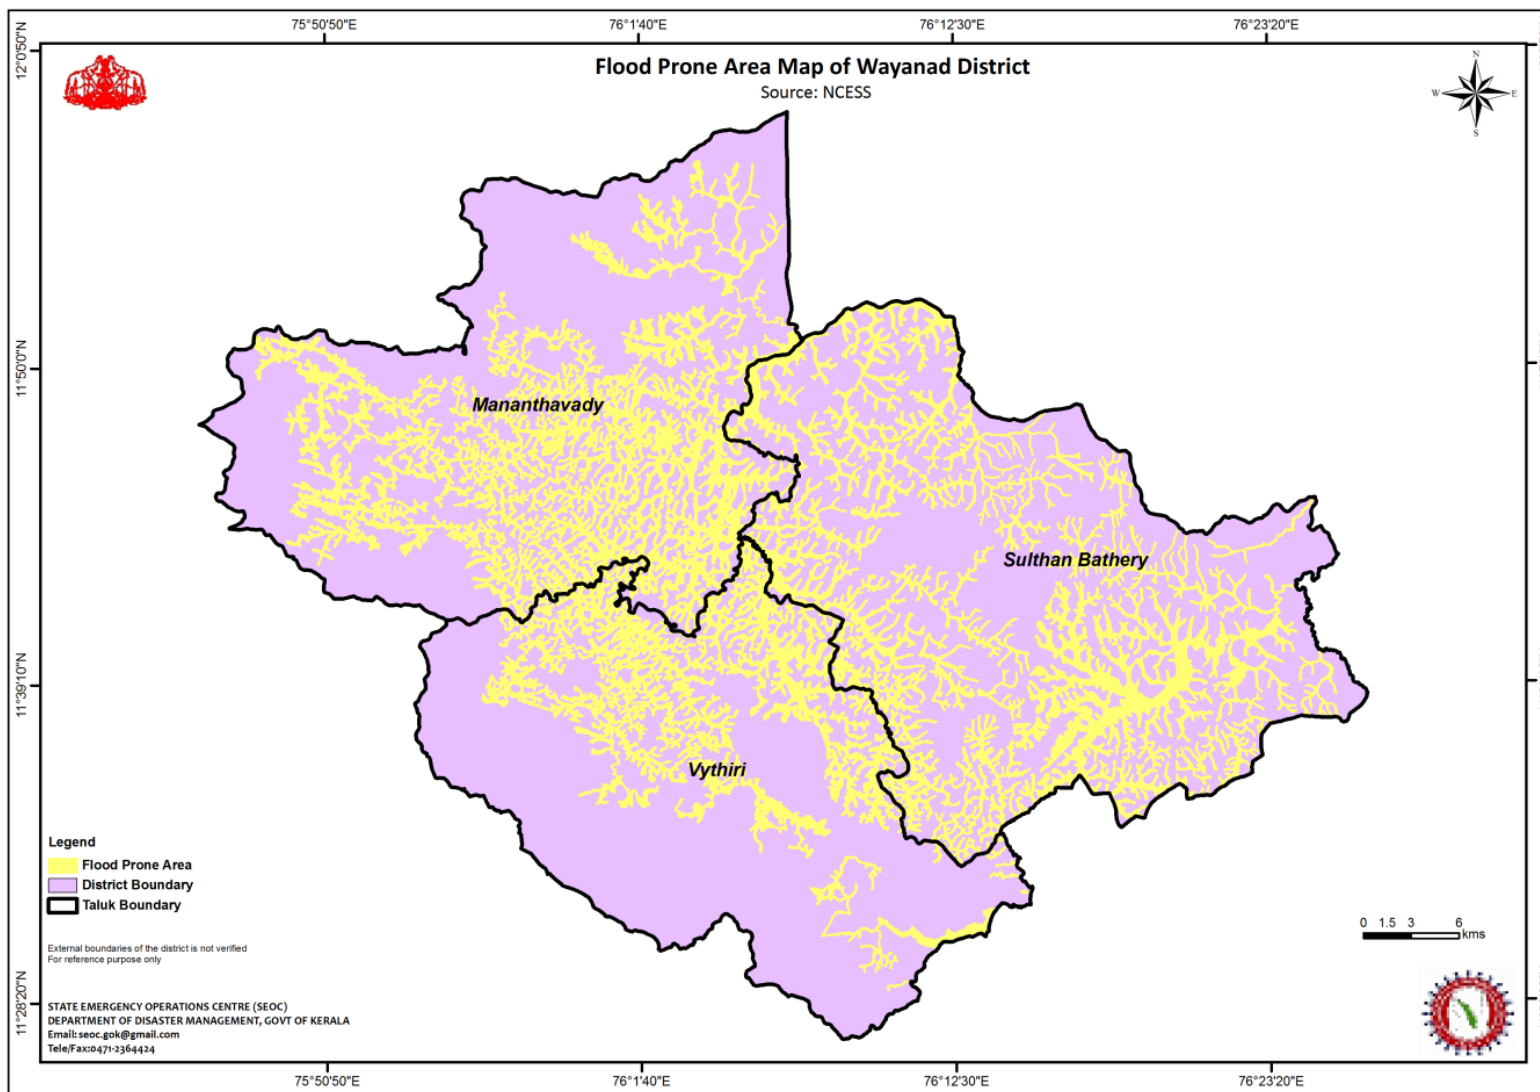 75°50'50"E 76°1'40"E 76°12'30"E 76°23'20"E
12°0'50"N
Flood Prone Area Map of Wayanad District
Source: NCESS
N
W E
S
11°50'0"N
Mananthavady
Sulthan Bathery
11°39'10"N
Vythiri
Legend
Flood Prone Area
District Boundary
Taluk Boundary
0 1.5 3 6
kms
External boundaries of the district is not verified
For reference purpose only
11°28'20"N
STATE EMERGENCY OPERATIONS CENTRE (SEOC)
DEPARTMENT OF DISASTER MANAGEMENT, GOVT OF KERALA
Email:seoc.gok@gmail.com
Tele/Fax:0471-2364424
75°50'50"E 76°1'40"E 76°12'30"E 76°23'20"E